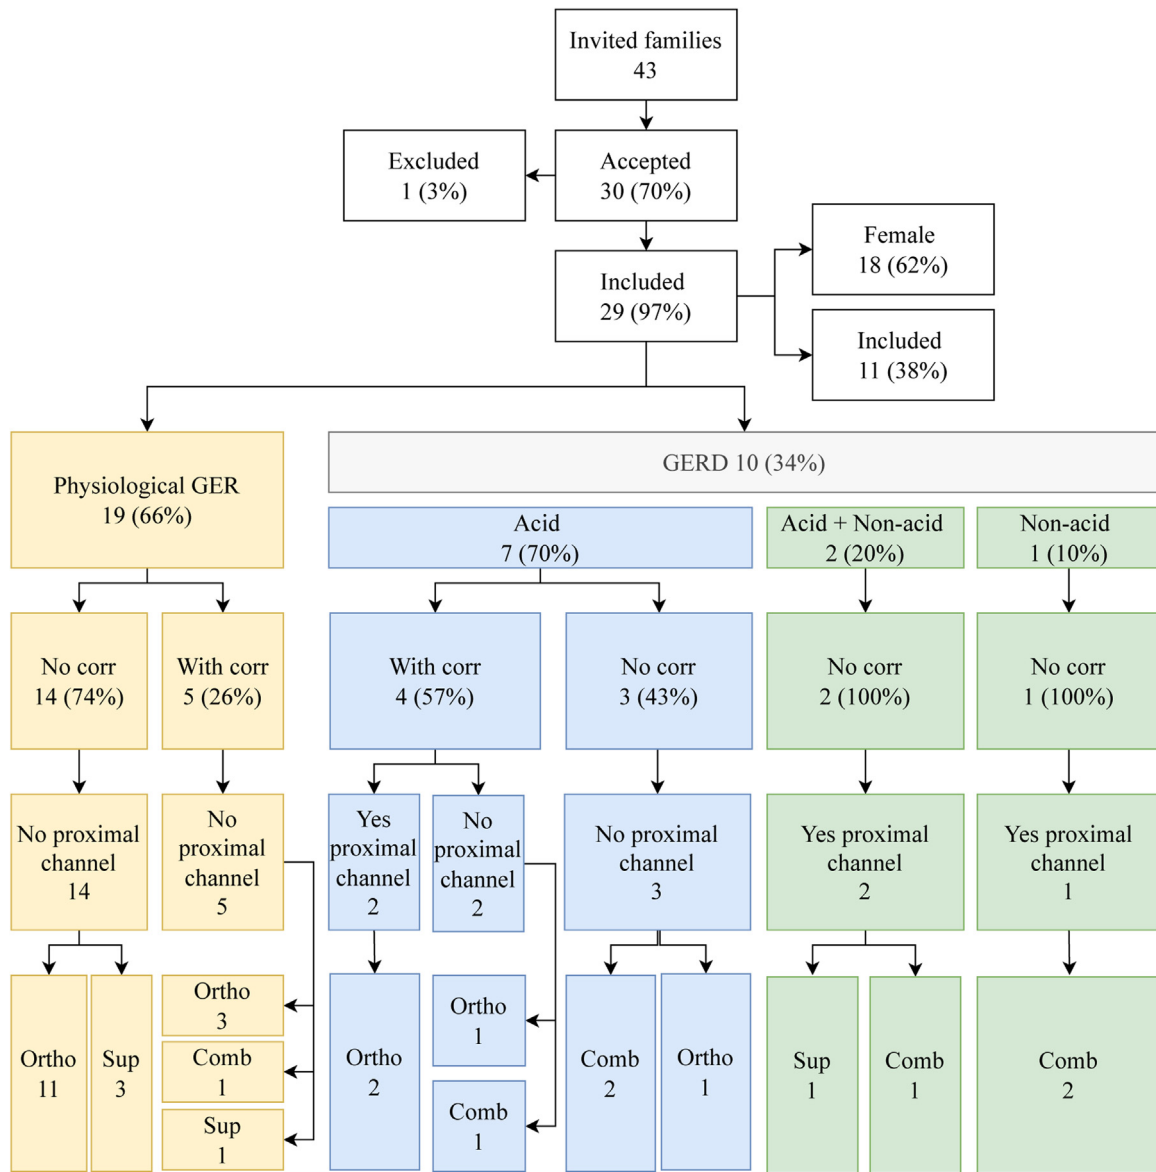 Invited families
43
Excluded
1 (3%)
Accepted
30 (70%)
Included
29 (97%)
Female
18 (62%)
Included
11 (38%)
Physiological GER
19 (66%)
GERD 10 (34%)
Acid
7 (70%)
Acid + Non-acid
2 (20%)
Non-acid
1 (10%)
No corr
14 (74%)
With corr
5 (26%)
With corr
4 (57%)
No corr
3 (43%)
No corr
2 (100%)
No corr
1 (100%)
No proximal
channel
14
No
proximal
channel
5
Yes
proximal
channel
2
No
proximal
channel
2
No proximal
channel
3
Yes proximal
channel
2
Yes proximal
channel
1
Ortho
11
Sup
3
Ortho
3
Comb
1
Sup
1
Ortho
2
Ortho
1
Comb
1
Comb
2
Ortho
1
Sup
1
Comb
1
Comb
2